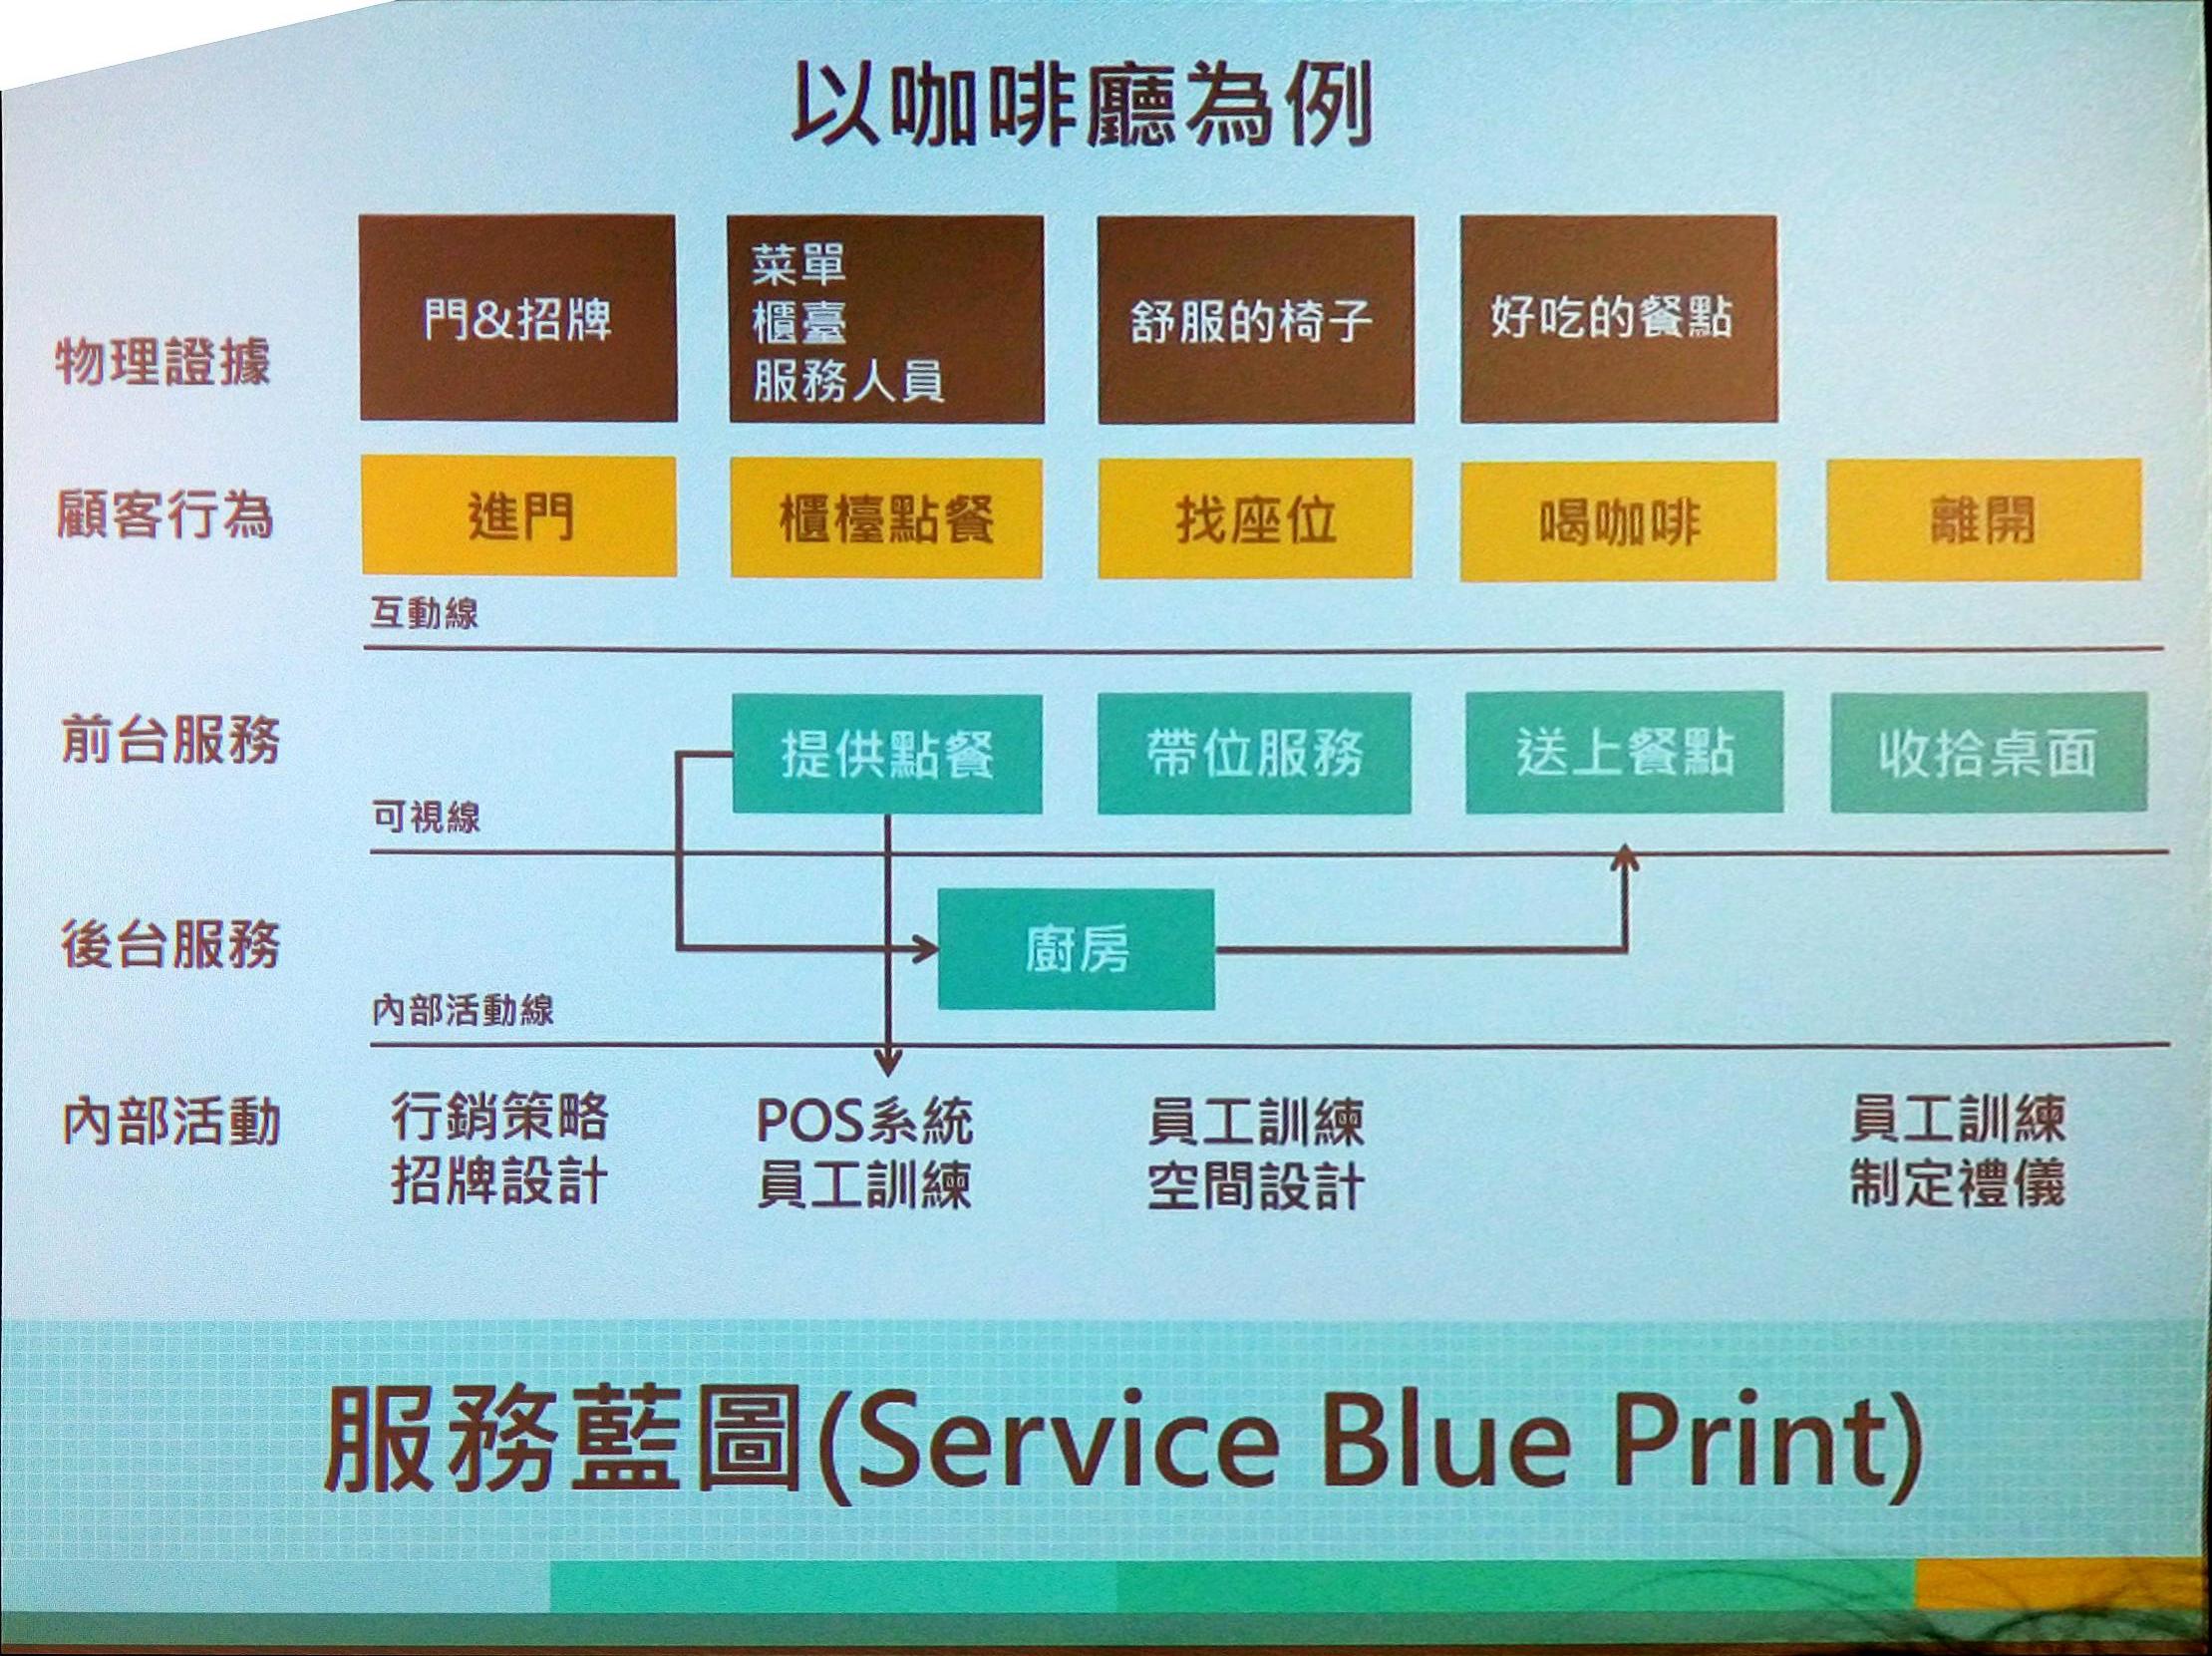 以咖啡廳為例
物理證據
門&招牌
菜單
櫃臺
服務人員
舒服的椅子
好吃的餐點
顧客行為
進門
櫃檯點餐
找座位
喝咖啡
離開
互動線
前台服務
提供點餐
帶位服務
送上餐點
收拾桌面
可視線
後台服務
廚房
內部活動線
內部活動
行銷策略
招牌設計
POS系統
員工訓練
員工訓練
空間設計
員工訓練
制定禮儀
服務藍圖(Service Blue Print)